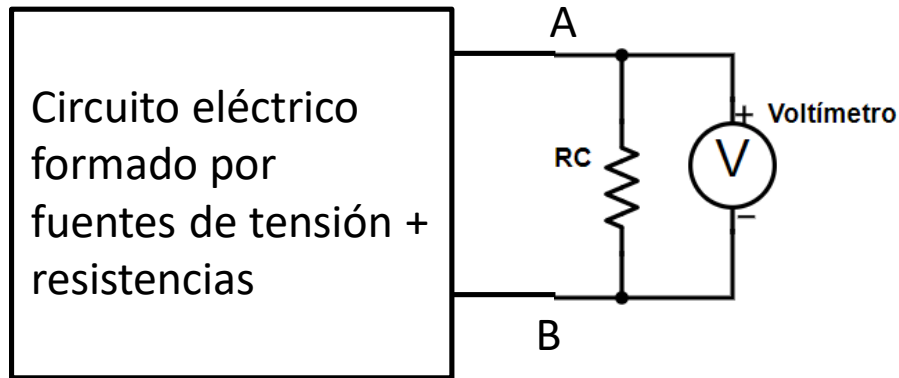 A
Circuito eléctrico
formado por
fuentes de tensión +
resistencias
RC
+ Voltímetro
V
−
B